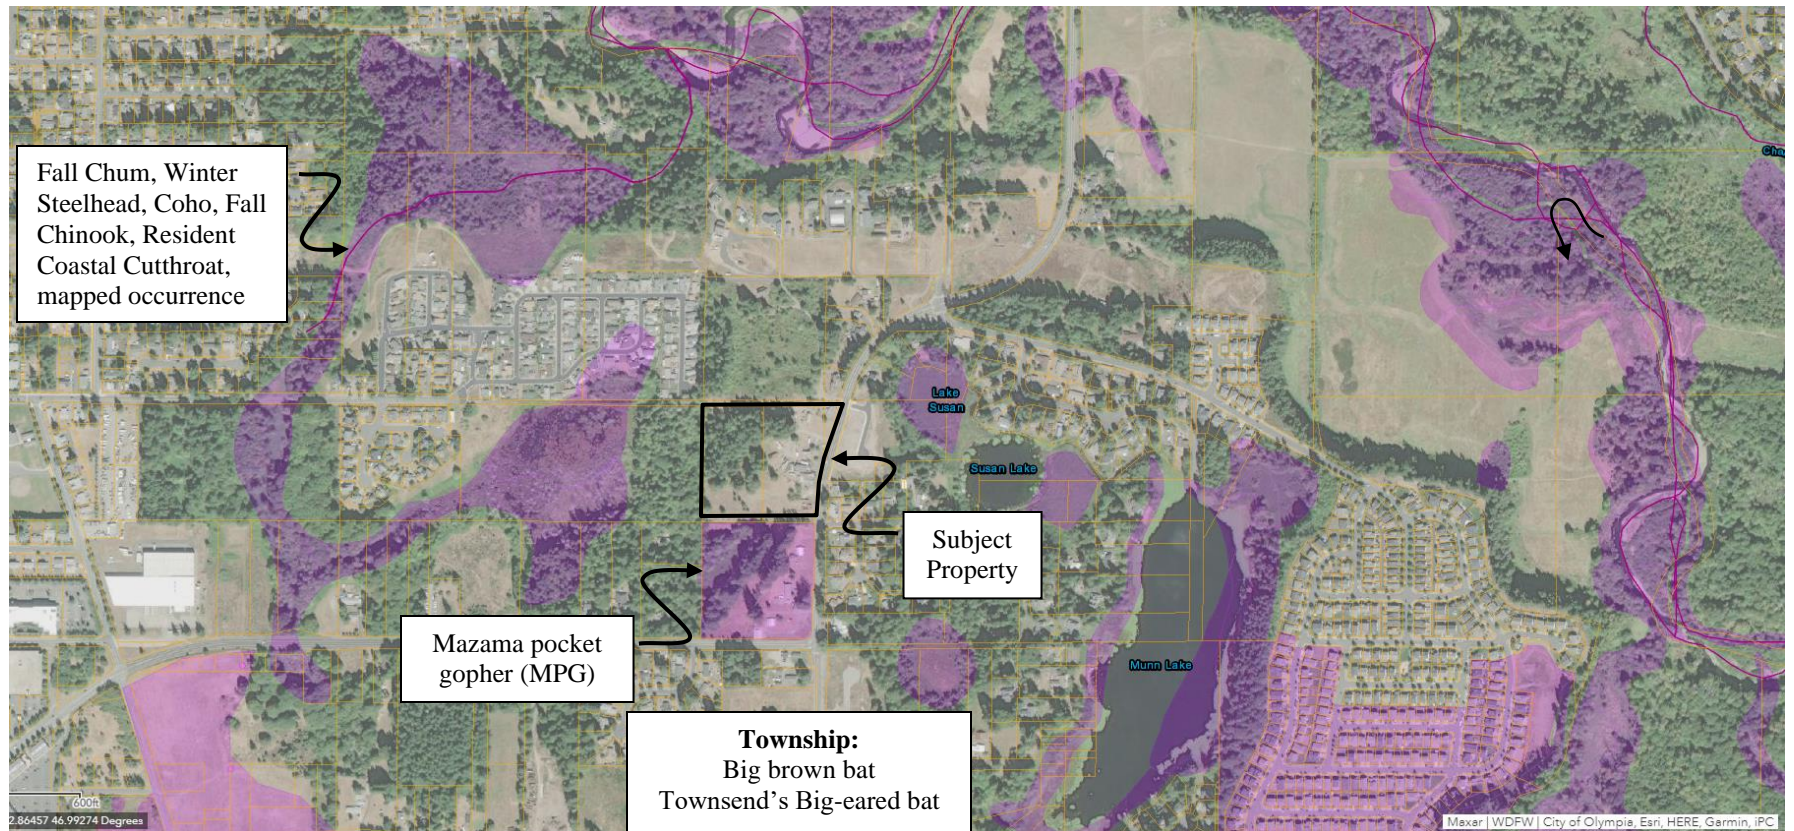 Fall Chum, Winter
Steelhead, Coho, Fall
Chinook, Resident
Coastal Cutthroat,
mapped occurrence
Lake
Susan
Susan Lake
Subject
Property
Mazama pocket
gopher (MPG)
Munn Lake
Township:
Big brown bat
Townsend’s Big-eared bat
600ft
2.86457 46.99274 Degrees
Maxar | WDFW | City of Olympia, Esri, HERE, Garmin, iPC